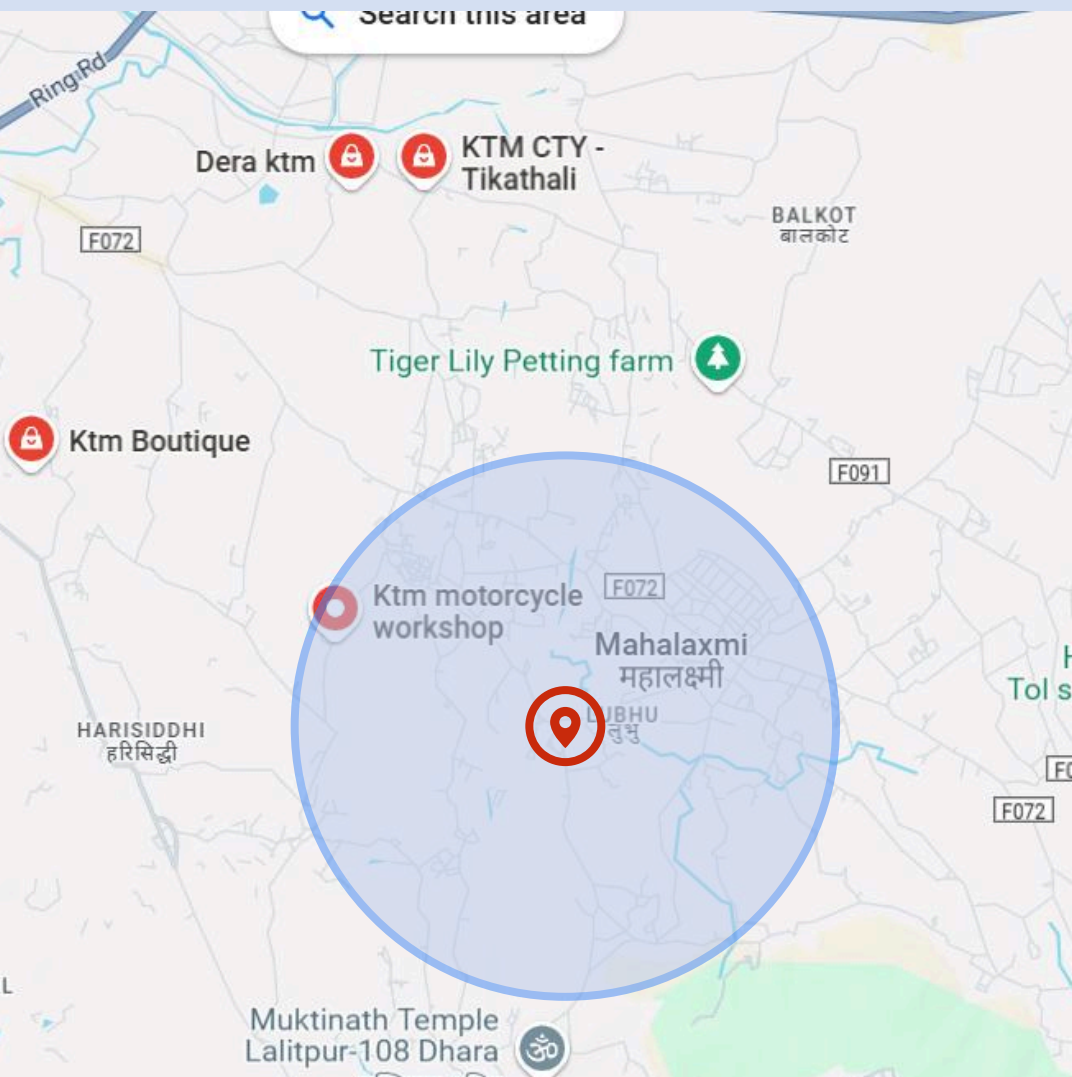 Search this area
Ring Rd
Dera ktm
KTM CTY -
Tikathali
BALKOT
बालकोट
F072
Tiger Lily Petting farm
Ktm Boutique
F091
Ktm motorcycle
workshop
F072
Mahalaxmi
महालक्ष्मी
Tol s
LUBHU
लुभु
HARISIDDHI
हरिसिद्धी
F072
Muktinath Temple
Lalitpur-108 Dhara